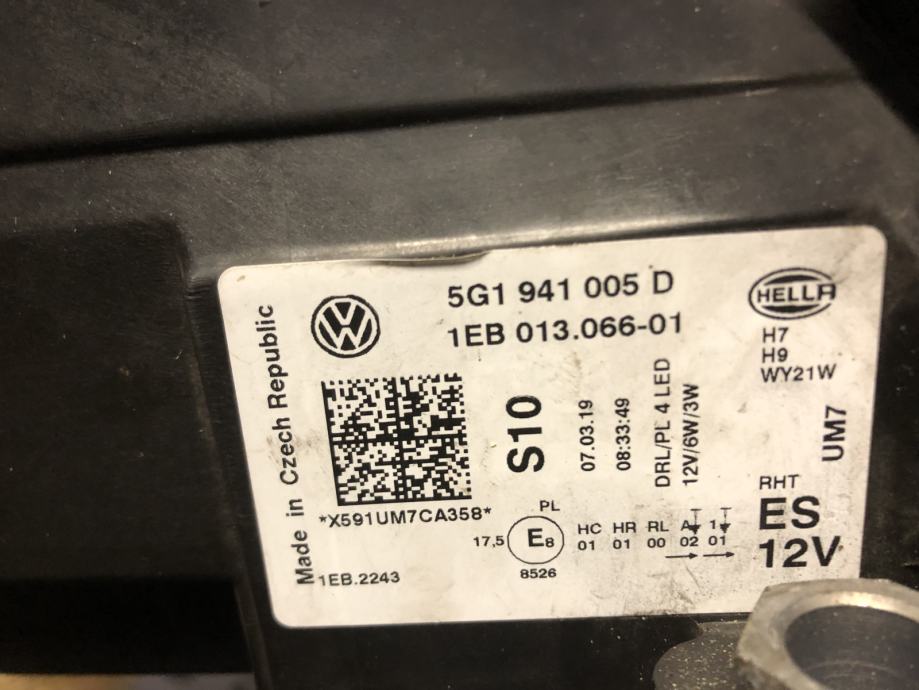 Made in Czech Republic
5G1 941 005 D
1EB 013.066-01
HELLA
H7
H9
WY21W
S10
07.03.19
08:33:49
DRL/PL 4 LED
12V/6W/3W
UM7
*X591UM7CA358*
1EB.2243
PL
17,5 E8
8526
HC HR RL A 1
01 01 00 02 01
RHT
ES
12V